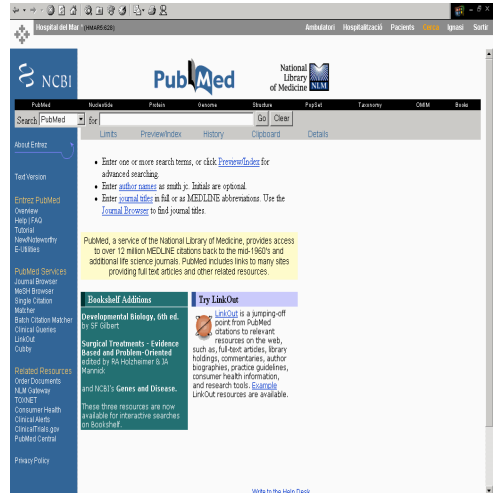 Hospital del Mar * (HMAR5/628) Ambulatori Hospitalització Pacients Cerca Ignasi Sortir
NCBI
PubMed
National
Library
of Medicine NLM
PubMed Nucleotide Protein Genome Structure PopSet Taxonomy OMIM Books
Search PubMed for Go Clear
Limits Preview/Index History Clipboard Details
About Entrez
Text Version
Entrez PubMed
Overview
Help | FAQ
Tutorial
New/Noteworthy
E-Utilities
PubMed Services
Journal Browser
MeSH Browser
Single Citation
Matcher
Batch Citation Matcher
Clinical Queries
LinkOut
Cubby
Related Resources
Order Documents
NLM Gateway
TOXNET
Consumer Health
Clinical Alerts
ClinicalTrials.gov
PubMed Central
Privacy Policy
• Enter one or more search terms, or click Preview/Index for
advanced searching.
• Enter author names as smith jc. Initials are optional.
• Enter journal titles in full or as MEDLINE abbreviations. Use the
Journal Browser to find journal titles.
PubMed, a service of the National Library of Medicine, provides access
to over 12 million MEDLINE citations back to the mid-1960's and
additional life science journals. PubMed includes links to many sites
providing full text articles and other related resources.
Bookshelf Additions
Developmental Biology, 6th ed.
by SF Gilbert
Surgical Treatments - Evidence
Based and Problem-Oriented
edited by RA Holzheimer & JA
Mannick
and NCBI's Genes and Disease.
These three resources are now
available for interactive searches
on Bookshelf.
Try LinkOut
LinkOut is a jumping-off
point from PubMed
citations to relevant
resources on the web,
such as, full-text articles, library
holdings, commentaries, author
biographies, practice guidelines,
consumer health information,
and research tools. Example
LinkOut resources are available.
Write to the Help Desk